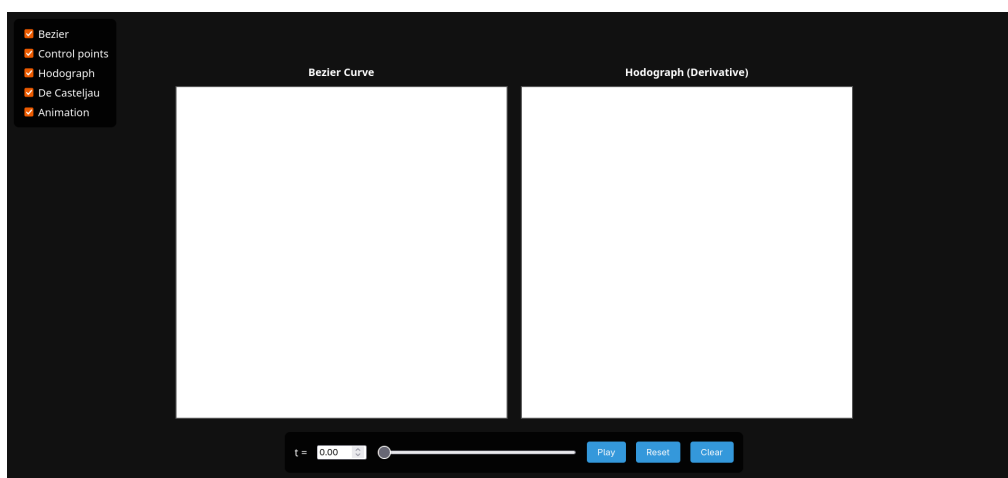 Bezier
Control points
Hodograph
De Casteljau
Animation
Bezier Curve
Hodograph (Derivative)
t = 0.00 Play Reset Clear